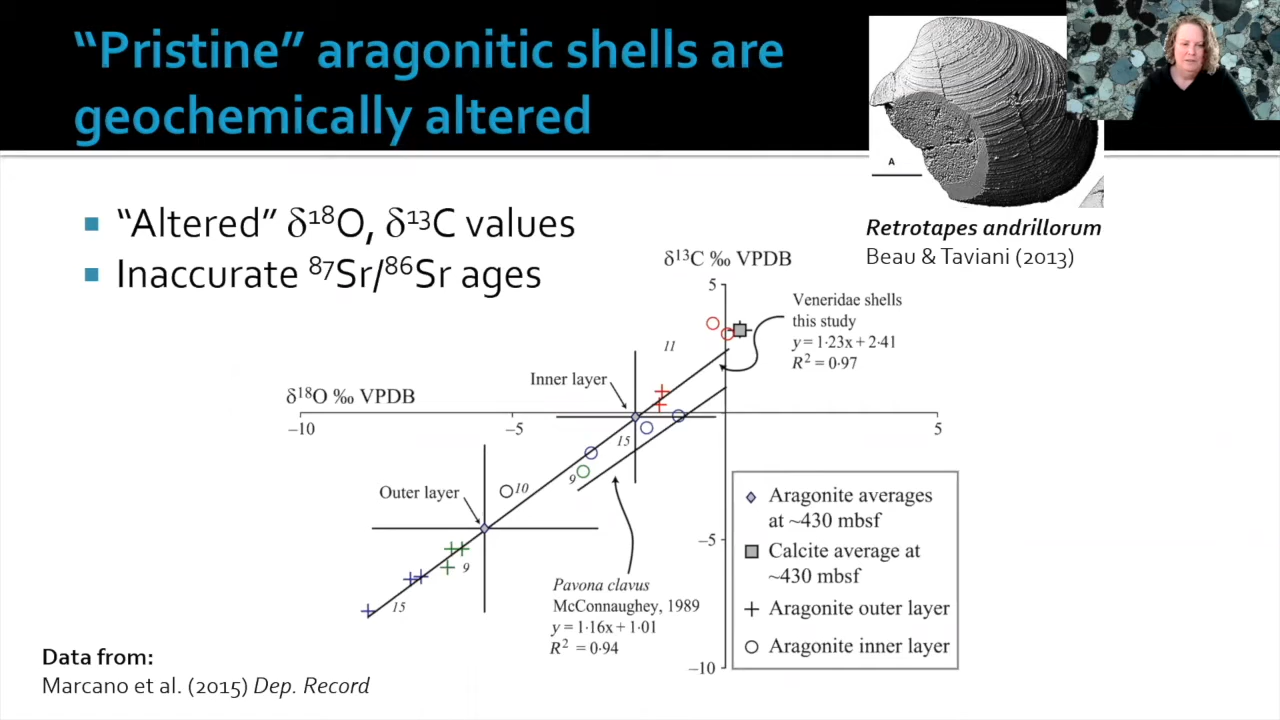 “Pristine” aragonitic shells are
geochemically altered
A
“Altered” δ¹⁸O, δ¹³C values
Inaccurate ⁸⁷Sr/⁸⁶Sr ages
Retrotapes andrillorum
Beau & Taviani (2013)
δ¹³C ‰ VPDB
5
Veneridae shells
this study
y = 1·23x + 2·41
R² = 0·97
11
Inner layer
δ¹⁸O ‰ VPDB
−10
−5
5
15
9
10
Outer layer
9
15
−5
−10
Pavona clavus
McConnaughey, 1989
y = 1·16x + 1·01
R² = 0·94
Aragonite averages
at ~430 mbsf
Calcite average at
~430 mbsf
Aragonite outer layer
Aragonite inner layer
Data from:
Marcano et al. (2015) Dep. Record